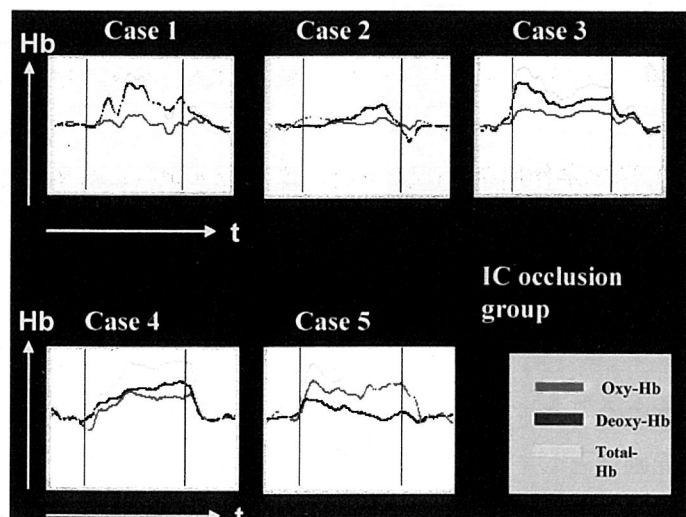 Case 1
Case 2
Case 3
Hb
t
IC occlusion
group
Hb
Case 4
Case 5
Oxy-Hb
Deoxy-Hb
Total-
Hb
t